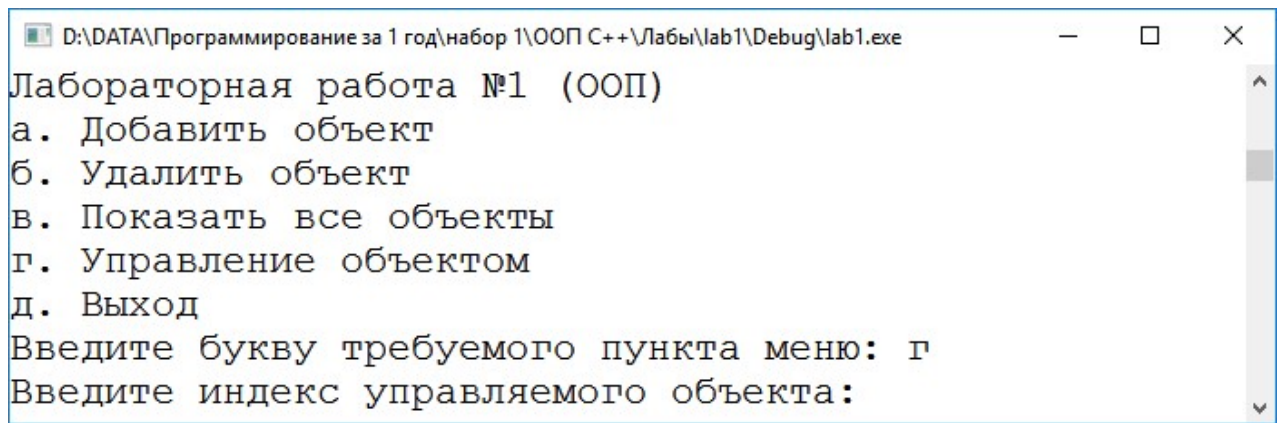 D:\DATA\Программирование за 1 год\набор 1\ООП C++\Лабы\lab1\Debug\lab1.exe
Лабораторная работа №1 (ООП)
а. Добавить объект
б. Удалить объект
в. Показать все объекты
г. Управление объектом
д. Выход
Введите букву требуемого пункта меню: г
Введите индекс управляемого объекта: